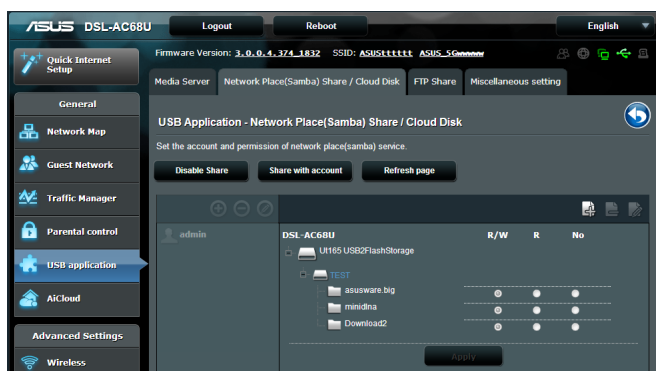 ASUS DSL-AC68U Logout Reboot English
Quick Internet Setup
Firmware Version: 3.0.0.4.374_1832 SSID: ASUStttttt ASUS_5Gwwwww
Media Server Network Place(Samba) Share / Cloud Disk FTP Share Miscellaneous setting
General
Network Map
Guest Network
Traffic Manager
Parental control
USB application
AiCloud
Advanced Settings
Wireless
USB Application - Network Place(Samba) Share / Cloud Disk
Set the account and permission of network place(samba) service.
Disable Share Share with account Refresh page
admin
DSL-AC68U R/W R No
Ut165 USB2FlashStorage
TEST
asusware.big
minidlna
Download2
Apply